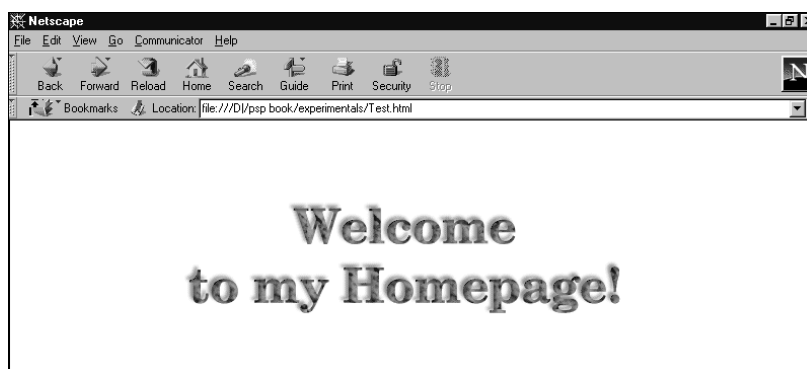 Netscape
File Edit View Go Communicator Help
Back Forward Reload Home Search Guide Print Security Stop
N
Bookmarks Location: file:///D|/psp book/experimentals/Test.html
Welcome
to my Homepage!